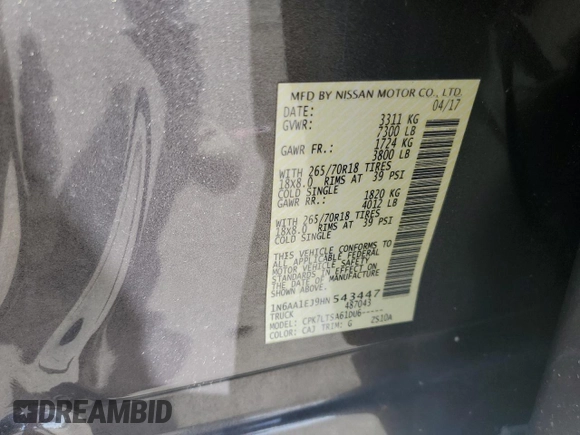 MFD BY NISSAN MOTOR CO., LTD.
DATE: 04/17
GVWR: 3311 KG
7300 LB
GAWR FR.: 1724 KG
3800 LB
WITH 265/70R18 TIRES
18X8.0 RIMS AT 39 PSI
COLD SINGLE
GAWR RR.: 1820 KG
4012 LB
WITH 265/70R18 TIRES
18X8.0 RIMS AT 39 PSI
COLD SINGLE
THIS VEHICLE CONFORMS TO
ALL APPLICABLE FEDERAL
MOTOR VEHICLE SAFETY
STANDARDS IN EFFECT ON
THE DATE OF MANUFACTURE
SHOWN ABOVE.
1N6AA1EJ9HN543447
TRUCK 487043
MODEL: CPK7LTSA61DU6-----
COLOR: CAJ TRIM: G ZS10A
DREAMBID